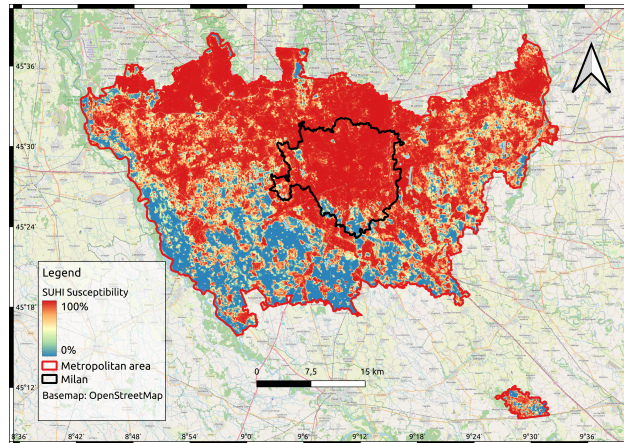 45°36'
45°30'
45°24'
45°18'
45°12'
Legend
SUHI Susceptibility
100%
0%
Metropolitan area
Milan
Basemap: OpenStreetMap
0 7,5 15 km
8°36' 8°42' 8°48' 8°54' 9°0' 9°6' 9°12' 9°18' 9°24' 9°30' 9°36'